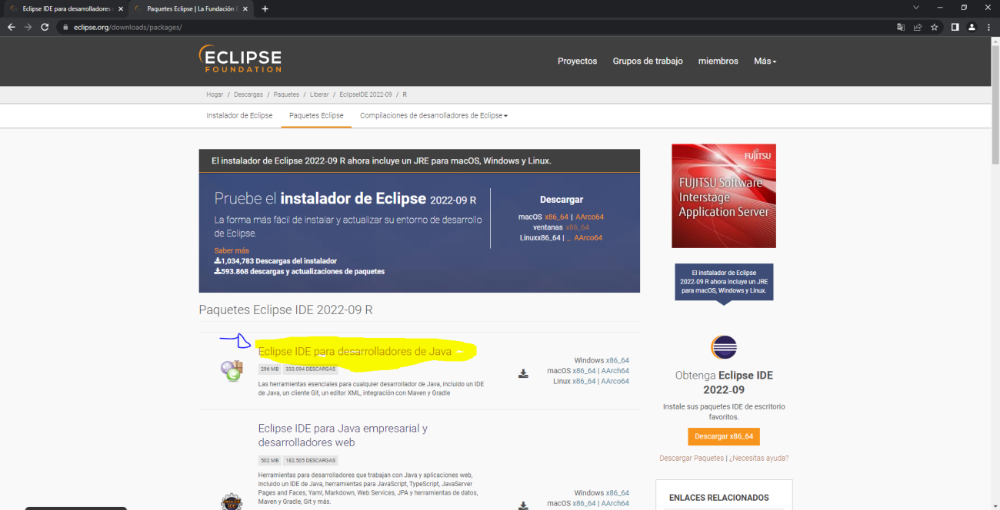 Eclipse IDE para desarrolladores
Paquetes Eclipse | La Fundación E
eclipse.org/downloads/packages/
ECLIPSE
FOUNDATION
Proyectos Grupos de trabajo miembros Más
Hogar / Descargas / Paquetes / Liberar / EclipseIDE 2022-09 / R
Instalador de Eclipse Paquetes Eclipse Compilaciones de desarrolladores de Eclipse
El instalador de Eclipse 2022-09 R ahora incluye un JRE para macOS, Windows y Linux.
Pruebe el instalador de Eclipse 2022-09 R
La forma más fácil de instalar y actualizar su entorno de desarrollo
de Eclipse.
Saber más
1,034,783 Descargas del instalador
593.868 descargas y actualizaciones de paquetes
Descargar
macOS x86_64 | AArco64
ventanas x86_64
Linuxx86_64 | _ AArco64
FUJITSU
FUJITSU Software
Interstage
Application Server
El instalador de Eclipse
2022-09 R ahora incluye un JRE
para macOS, Windows y Linux.
Paquetes Eclipse IDE 2022-09 R
Eclipse IDE para desarrolladores de Java
296 MB 333.094 DESCARGAS
Las herramientas esenciales para cualquier desarrollador de Java, incluido un IDE
de Java, un cliente Git, un editor XML, integración con Maven y Gradle
Windows x86_64
macOS x86_64 | AArch64
Linux x86_64 | AArco64
Eclipse IDE para Java empresarial y
desarrolladores web
502 MB 182.505 DESCARGAS
Herramientas para desarrolladores que trabajan con Java y aplicaciones web,
incluido un IDE de Java, herramientas para JavaScript, TypeScript, JavaServer
Pages and Faces, Yaml, Markdown, Web Services, JPA y herramientas de datos,
Maven y Gradle, Git y más.
Windows x86_64
macOS x86_64 | AArch64
Obtenga Eclipse IDE
2022-09
Instale sus paquetes IDE de escritorio
favoritos.
Descargar x86_64
Descargar Paquetes | ¿Necesitas ayuda?
ENLACES RELACIONADOS